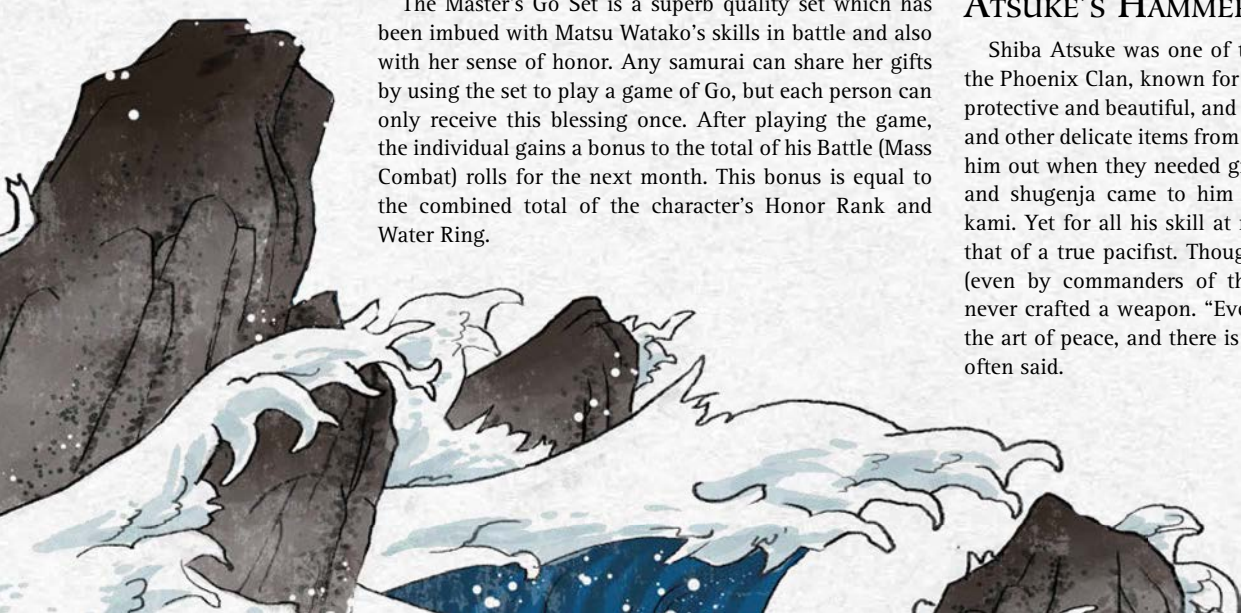 The Master's Go Set is a superb quality set which has
been imbued with Matsu Watako's skills in battle and also
with her sense of honor. Any samurai can share her gifts
by using the set to play a game of Go, but each person can
only receive this blessing once. After playing the game,
the individual gains a bonus to the total of his Battle (Mass
Combat) rolls for the next month. This bonus is equal to
the combined total of the character's Honor Rank and
Water Ring.
ATSUKE'S HAMMER
Shiba Atsuke was one of
the Phoenix Clan, known for
protective and beautiful, and
and other delicate items from
him out when they needed
and shugenja came to him
kami. Yet for all his skill at
that of a true pacifist.
(even by commanders of
never crafted a weapon.
the art of peace, and there is
often said.